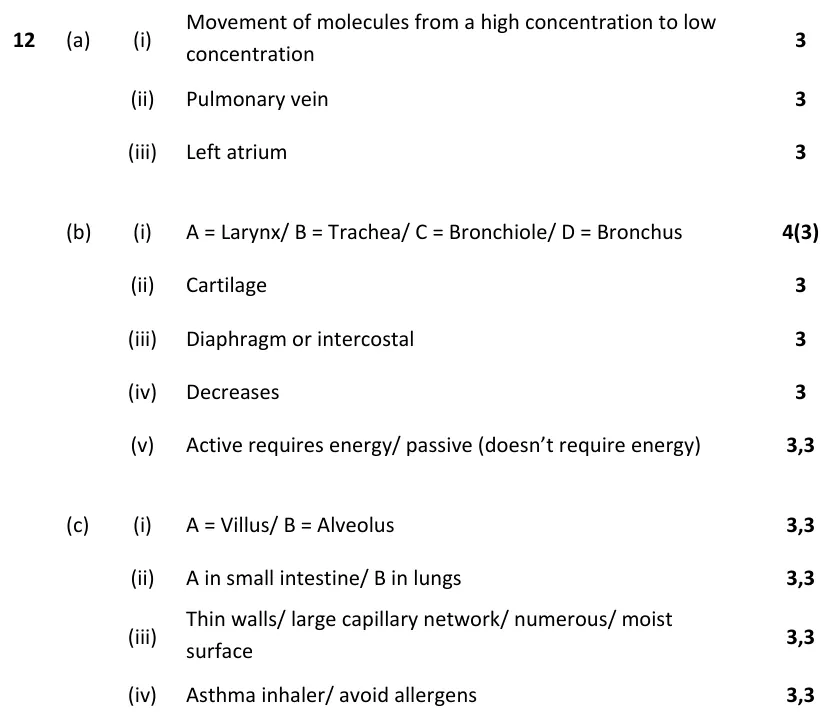 12 (a) (i) Movement of molecules from a high concentration to low 3
concentration
(ii) Pulmonary vein 3
(iii) Left atrium 3
(b) (i) A = Larynx/ B = Trachea/ C = Bronchiole/ D = Bronchus 4(3)
(ii) Cartilage 3
(iii) Diaphragm or intercostal 3
(iv) Decreases 3
(v) Active requires energy/ passive (doesn’t require energy) 3,3
(c) (i) A = Villus/ B = Alveolus 3,3
(ii) A in small intestine/ B in lungs 3,3
(iii) Thin walls/ large capillary network/ numerous/ moist 3,3
surface
(iv) Asthma inhaler/ avoid allergens 3,3